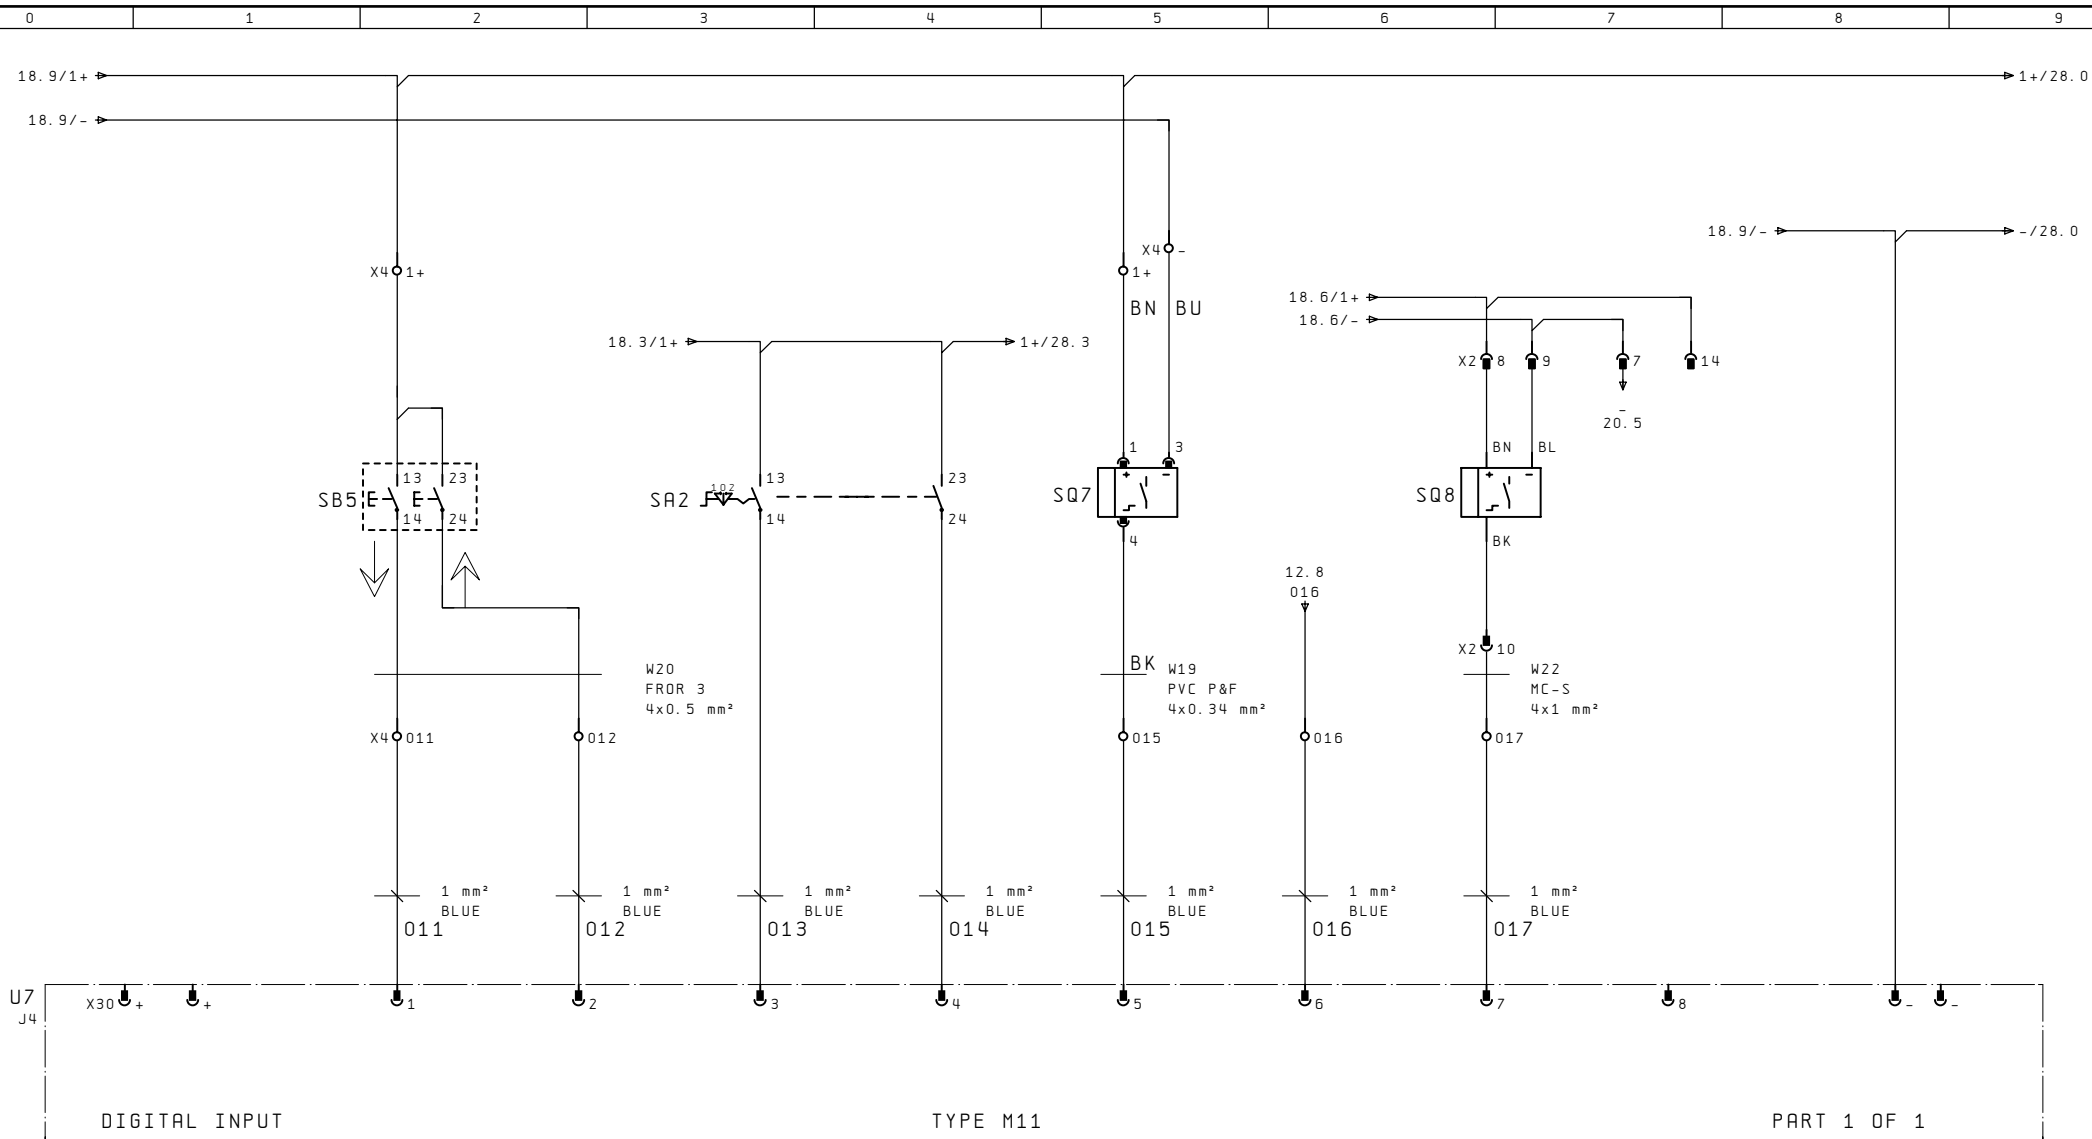 0 1 2 3 4 5 6 7 8 9
18.9/1+ 1+/28.0
18.9/-
18.9/- -/28.0
X4 -
X4 1+ 1+
BN BU
18.6/1+
18.6/-
18.3/1+ 1+/28.3
X2 8 9 7 14
-
20.5
1 3 BN BL
13 23 13 23 + - + -
SB5 SA2 102 SQ7 SQ8
14 24 14 24
4 BK
12.8
016
X2 10
BK
W20
FROR 3
4x0.5 mm²
W19
PVC P&F
4x0.34 mm²
W22
MC-S
4x1 mm²
X4 011 012 015 016 017
1 mm² 1 mm² 1 mm² 1 mm² 1 mm² 1 mm² 1 mm²
BLUE BLUE BLUE BLUE BLUE BLUE BLUE
011 012 013 014 015 016 017
U7
J4
X30 + + 1 2 3 4 5 6 7 8 - -
DIGITAL INPUT TYPE M11 PART 1 OF 1